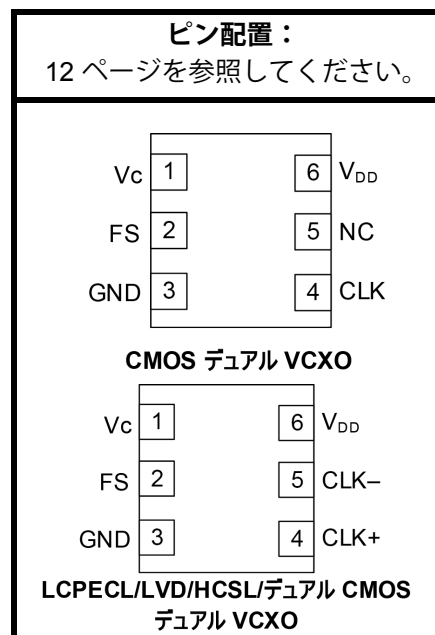 ピン配置：
12 ページを参照してください。
Vc 1 6 VDD
FS 2 5 NC
GND 3 4 CLK
CMOS デュアル VCXO
Vc 1 6 VDD
FS 2 5 CLK–
GND 3 4 CLK+
LCPECL/LVD/HCSL/デュアル CMOS
デュアル VCXO